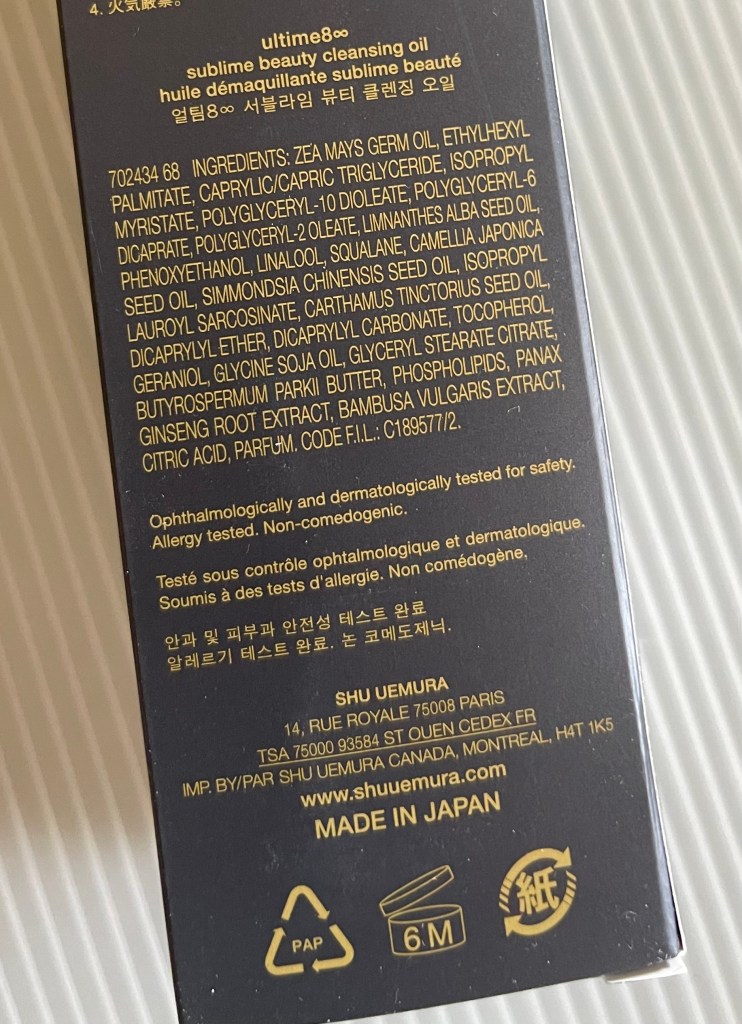 4. 火気厳禁。
ultime8∞
sublime beauty cleansing oil
huile démaquillante sublime beauté
얼팀8∞ 서블라임 뷰티 클렌징 오일
702434 68 INGREDIENTS: ZEA MAYS GERM OIL, ETHYLHEXYL
PALMITATE, CAPRYLIC/CAPRIC TRIGLYCERIDE, ISOPROPYL
MYRISTATE, POLYGLYCERYL-10 DIOLEATE, POLYGLYCERYL-6
DICAPRATE, POLYGLYCERYL-2 OLEATE, LIMNANTHES ALBA SEED OIL,
PHENOXYETHANOL, LINALOOL, SQUALANE, CAMELLIA JAPONICA
SEED OIL, SIMMONDSIA CHINENSIS SEED OIL, ISOPROPYL
LAUROYL SARCOSINATE, CARTHAMUS TINCTORIUS SEED OIL,
DICAPRYLYL ETHER, DICAPRYLYL CARBONATE, TOCOPHEROL,
GERANIOL, GLYCINE SOJA OIL, GLYCERYL STEARATE CITRATE,
BUTYROSPERMUM PARKII BUTTER, PHOSPHOLIPIDS, PANAX
GINSENG ROOT EXTRACT, BAMBUSA VULGARIS EXTRACT,
CITRIC ACID, PARFUM. CODE F.I.L.: C189577/2.
Ophthalmologically and dermatologically tested for safety.
Allergy tested. Non-comedogenic.
Testé sous contrôle ophtalmologique et dermatologique.
Soumis à des tests d'allergie. Non comédogène.
안과 및 피부과 안전성 테스트 완료
알레르기 테스트 완료. 논 코메도제닉.
SHU UEMURA
14, RUE ROYALE 75008 PARIS
TSA 75000 93584 ST OUEN CEDEX FR
IMP. BY/PAR SHU UEMURA CANADA, MONTREAL, H4T 1K5
www.shuuemura.com
MADE IN JAPAN
PAP
6 M
紙